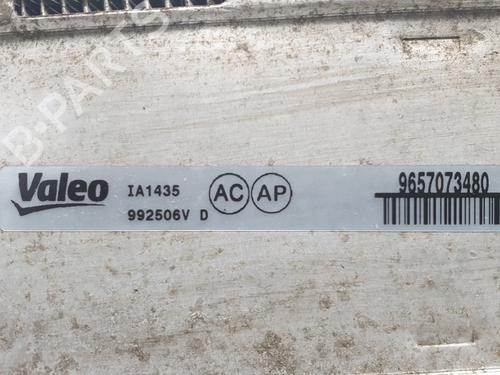 B-PARTS
Valeo
IA1435
992506V D
AC AP
9657073480